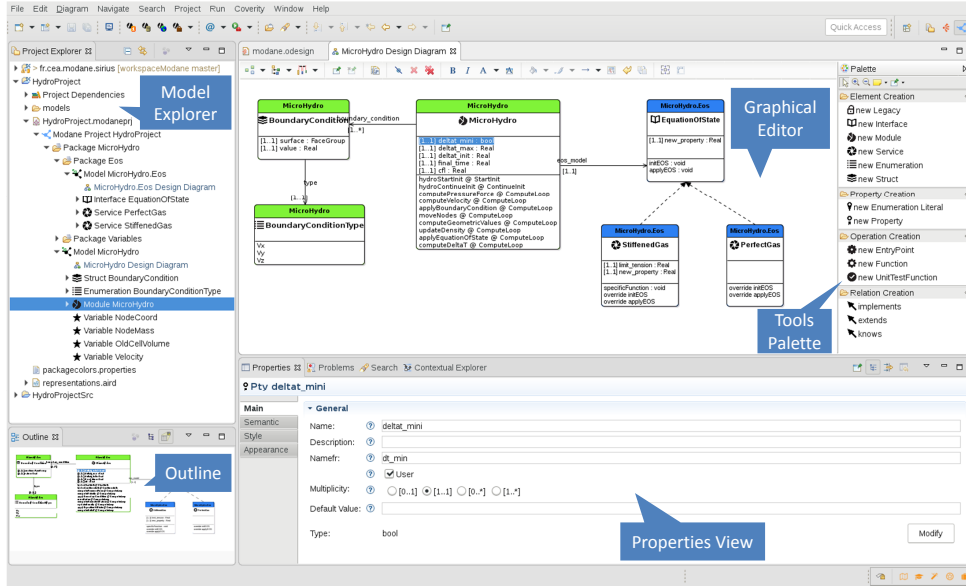 File Edit Diagram Navigate Search Project Run Coverity Window Help
Quick Access
Project Explorer
> fr.cea.modane.sirius [workspaceModane master]
HydroProject
Project Dependencies
models
HydroProject.modaneprj
Modane Project HydroProject
Package MicroHydro
Package Eos
Model MicroHydro.Eos
MicroHydro.Eos Design Diagram
Interface EquationOfState
Service PerfectGas
Service StiffenedGas
Package Variables
Model MicroHydro
MicroHydro Design Diagram
Struct BoundaryCondition
Enumeration BoundaryConditionType
Module MicroHydro
Variable NodeCoord
Variable NodeMass
Variable OldCellVolume
Variable Velocity
packagecolors.properties
representations.aird
HydroProjectSrc
Model
Explorer
Outline
Outline
modane.odesign
MicroHydro Design Diagram
MicroHydro
BoundaryCondition
[1..1] surface : FaceGroup
[1..1] value : Real
boundary_condition
[1..*]
type
[1..1]
MicroHydro
BoundaryConditionType
Vx
Vy
Vz
MicroHydro
MicroHydro
[1..1] deltat_mini : bool
[1..1] deltat_max : Real
[1..1] deltat_init : Real
[1..1] final_time : Real
[1..1] cfl : Real
hydroStartInit @ StartInit
hydroContinueInit @ ContinueInit
computePressureForce @ ComputeLoop
computeVelocity @ ComputeLoop
applyBoundaryCondition @ ComputeLoop
moveNodes @ ComputeLoop
computeGeometricValues @ ComputeLoop
updateDensity @ ComputeLoop
applyEquationOfState @ ComputeLoop
computeDeltaT @ ComputeLoop
eos_model
[1..1]
MicroHydro.Eos
EquationOfState
[1..1] new_property : Real
initEOS : void
applyEOS : void
MicroHydro.Eos
StiffenedGas
[1..1] limit_tension : Real
[1..1] new_property : Real
specificFunction : void
override initEOS
override applyEOS
MicroHydro.Eos
PerfectGas
override initEOS
override applyEOS
Graphical
Editor
Palette
Element Creation
new Legacy
new Interface
new Module
new Service
new Enumeration
new Struct
Property Creation
new Enumeration Literal
new Property
Operation Creation
new EntryPoint
new Function
new UnitTestFunction
Relation Creation
implements
extends
knows
Tools
Palette
Properties
Problems
Search
Contextual Explorer
Pty deltat_mini
Main
Semantic
Style
Appearance
General
Name: deltat_mini
Description:
Namefr: dt_min
User
Multiplicity: [0..1] [1..1] [0..*] [1..*]
Default Value:
Type: bool
Modify
Properties View